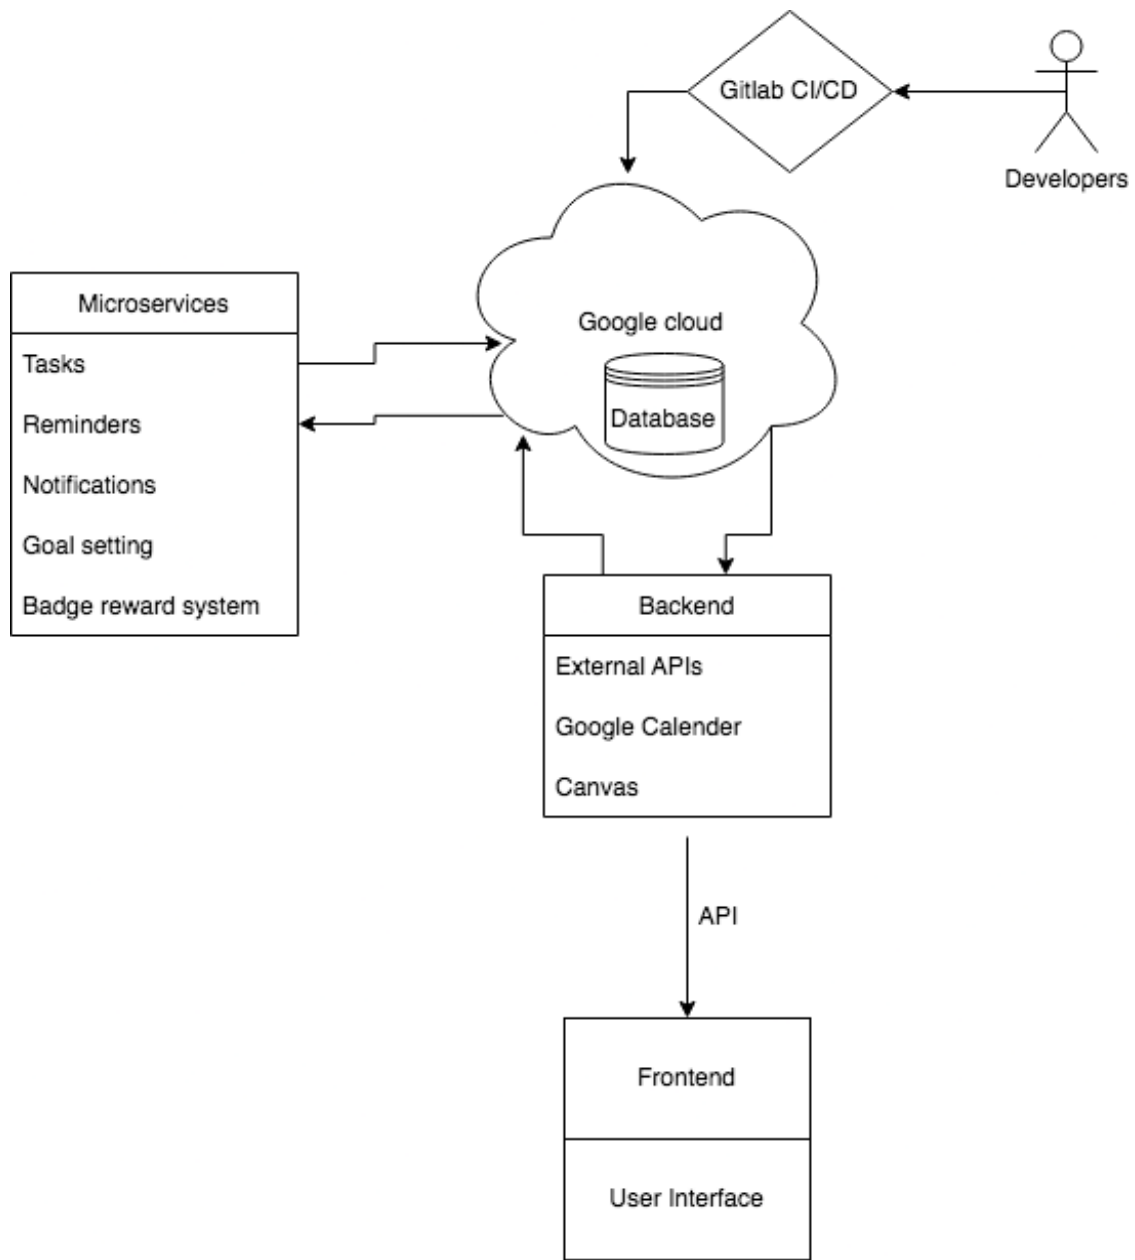 Gitlab CI/CD
Developers
Microservices
Tasks
Reminders
Notifications
Goal setting
Badge reward system
Google cloud
Database
Backend
External APIs
Google Calender
Canvas
API
Frontend
User Interface